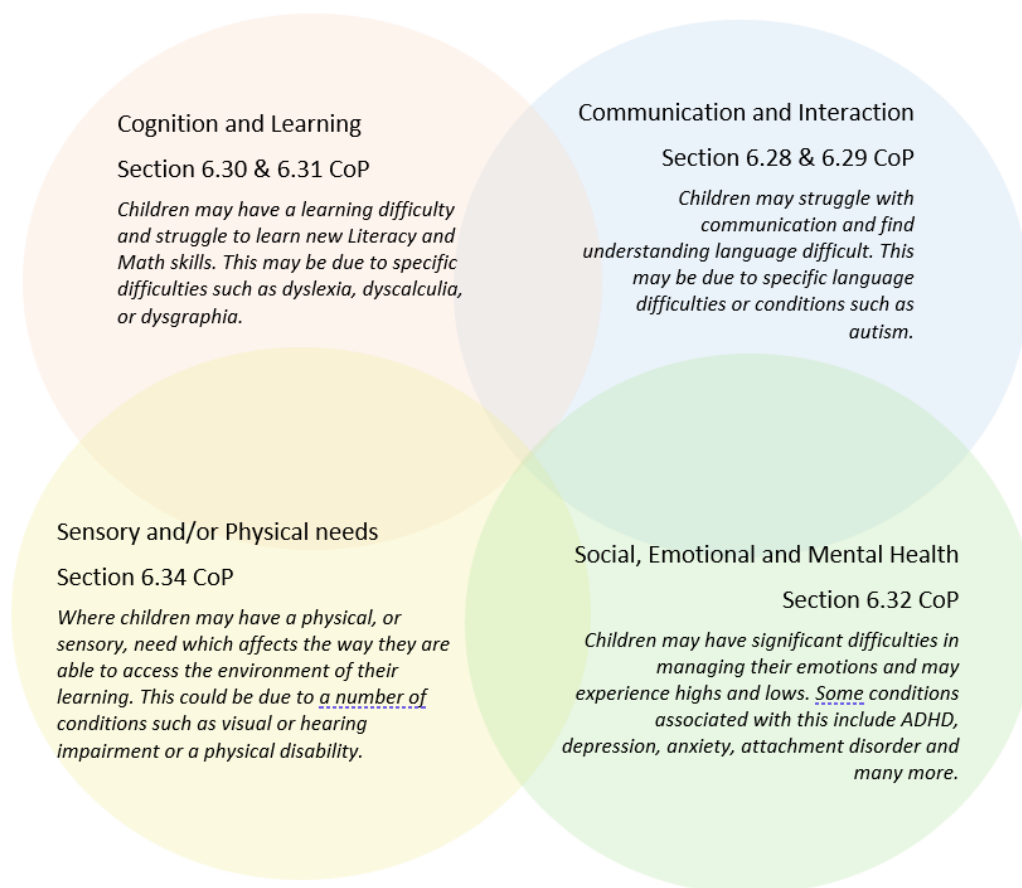 Cognition and Learning
Section 6.30 & 6.31 CoP
Children may have a learning difficulty
and struggle to learn new Literacy and
Math skills. This may be due to specific
difficulties such as dyslexia, dyscalculia,
or dysgraphia.
Communication and Interaction
Section 6.28 & 6.29 CoP
Children may struggle with
communication and find
understanding language difficult. This
may be due to specific language
difficulties or conditions such as
autism.
Sensory and/or Physical needs
Section 6.34 CoP
Where children may have a physical, or
sensory, need which affects the way they are
able to access the environment of their
learning. This could be due to a number of
conditions such as visual or hearing
impairment or a physical disability.
Social, Emotional and Mental Health
Section 6.32 CoP
Children may have significant difficulties in
managing their emotions and may
experience highs and lows. Some conditions
associated with this include ADHD,
depression, anxiety, attachment disorder and
many more.